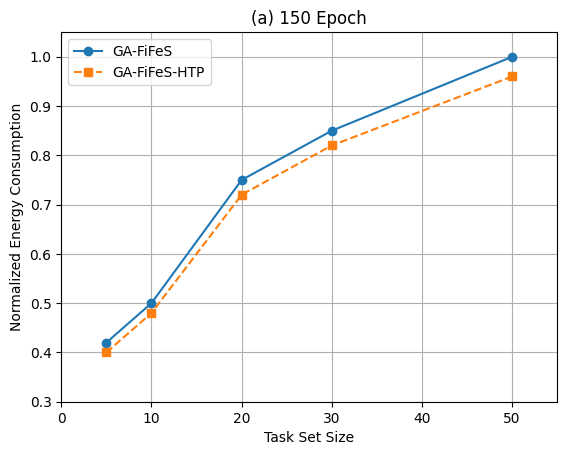 (a) 150 Epoch
GA-FiFeS
GA-FiFeS-HTP
Normalized Energy Consumption
1.0
0.9
0.8
0.7
0.6
0.5
0.4
0.3
0 10 20 30 40 50
Task Set Size